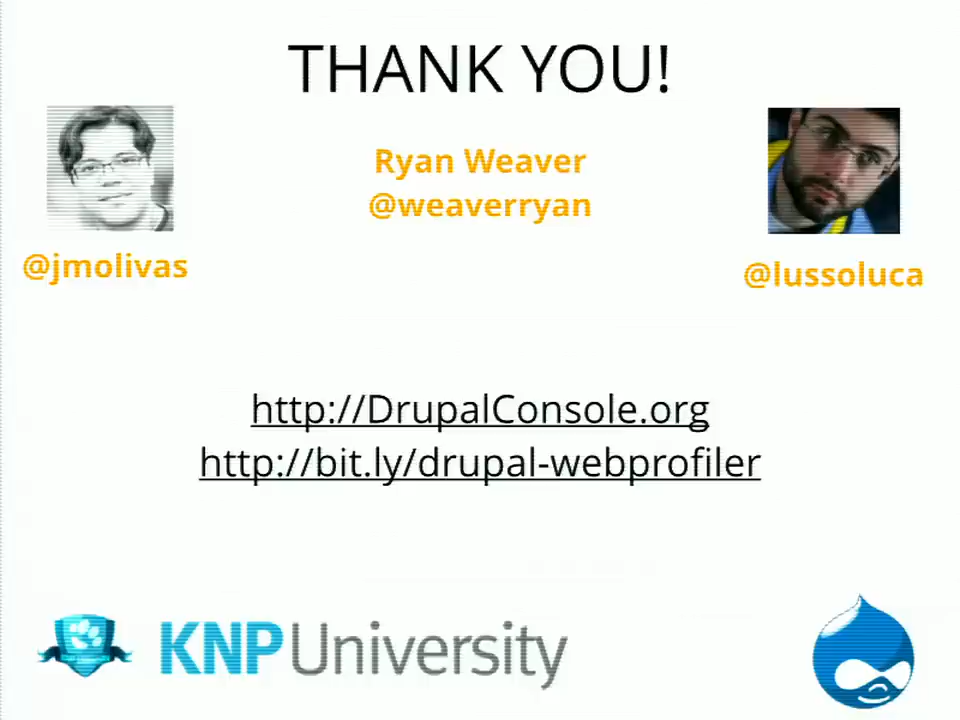 THANK YOU!
Ryan Weaver
@weaverryan
@jmolivas
@lussoluca
http://DrupalConsole.org
http://bit.ly/drupal-webprofiler
KNPUniversity